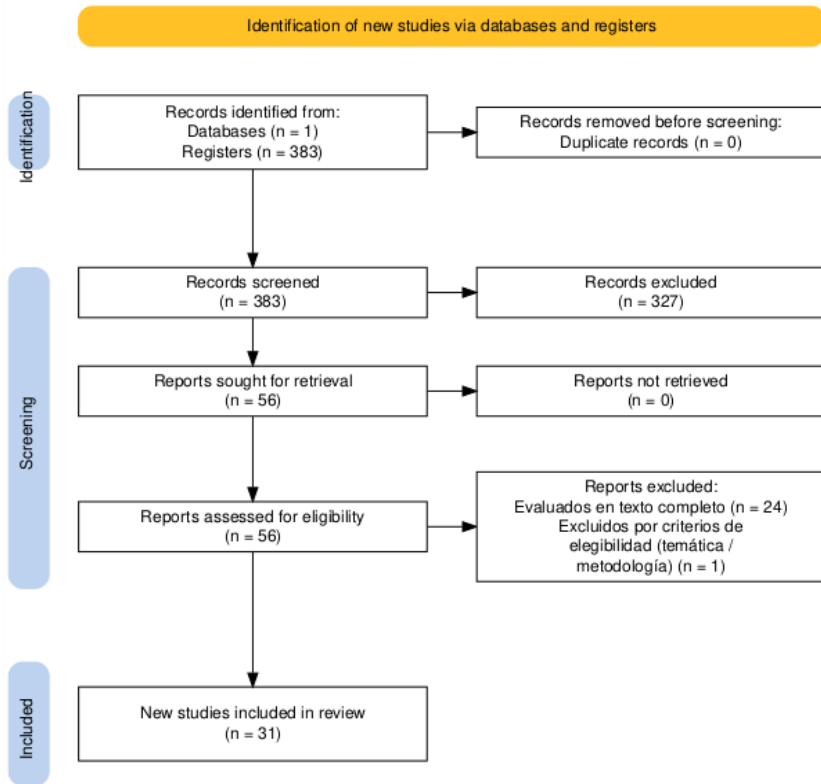 Identification of new studies via databases and registers
Identification
Records identified from:
Databases (n = 1)
Registers (n = 383)
Records removed before screening:
Duplicate records (n = 0)
Screening
Records screened
(n = 383)
Records excluded
(n = 327)
Reports sought for retrieval
(n = 56)
Reports not retrieved
(n = 0)
Reports assessed for eligibility
(n = 56)
Reports excluded:
Evaluados en texto completo (n = 24)
Excluidos por criterios de
elegibilidad (temática /
metodología) (n = 1)
Included
New studies included in review
(n = 31)